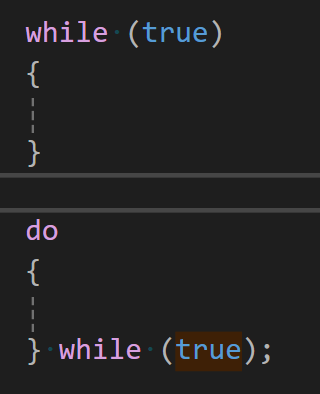 while (true)
{
}
do
{
} while (true);